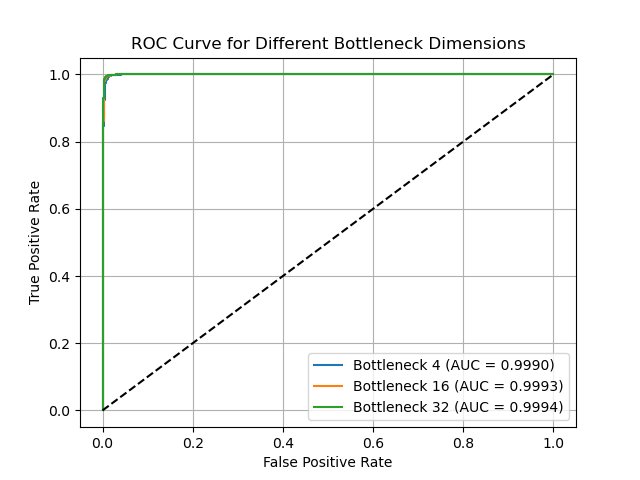 ROC Curve for Different Bottleneck Dimensions
1.0
0.8
0.6
0.4
0.2
0.0
True Positive Rate
Bottleneck 4 (AUC = 0.9990)
Bottleneck 16 (AUC = 0.9993)
Bottleneck 32 (AUC = 0.9994)
0.0 0.2 0.4 0.6 0.8 1.0
False Positive Rate